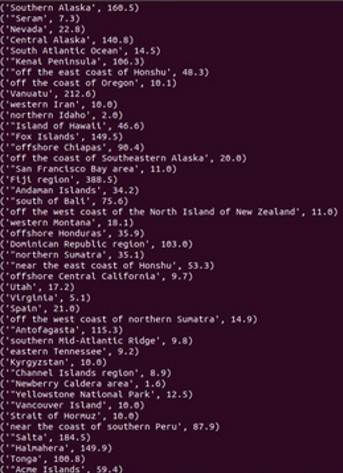 ('Southern Alaska', 160.5)
('"Seram', 7.3)
('Nevada', 22.8)
('Central Alaska', 140.8)
('South Atlantic Ocean', 14.5)
('"Kenai Peninsula', 106.3)
('"off the east coast of Honshu', 48.3)
('off the coast of Oregon', 10.1)
('Vanuatu', 212.6)
('western Iran', 10.0)
('northern Idaho', 2.0)
('"Island of Hawaii', 46.6)
('"Fox Islands', 149.5)
('"offshore Chiapas', 90.4)
('off the coast of Southeastern Alaska', 20.0)
('"San Francisco Bay area', 11.0)
('Fiji region', 388.5)
('"Andaman Islands', 34.2)
('"south of Bali', 75.6)
('off the west coast of the North Island of New Zealand', 11.0)
('western Montana', 18.1)
('offshore Honduras', 35.9)
('Dominican Republic region', 103.0)
('"northern Sumatra', 35.1)
('"near the east coast of Honshu', 53.3)
('offshore Central California', 9.7)
('Utah', 17.2)
('Virginia', 5.1)
('Spain', 21.0)
('off the west coast of northern Sumatra', 14.9)
('"Antofagasta', 115.3)
('southern Mid-Atlantic Ridge', 9.8)
('eastern Tennessee', 9.2)
('Kyrgyzstan', 10.0)
('"Channel Islands region', 8.9)
('"Newberry Caldera area', 1.6)
('"Yellowstone National Park', 12.5)
('"Vancouver Island', 10.0)
('Strait of Hormuz', 10.0)
('near the coast of southern Peru', 87.9)
('"Salta', 184.5)
('"Halmahera', 149.9)
('Tonga', 100.8)
('"Acme Islands', 59.4)